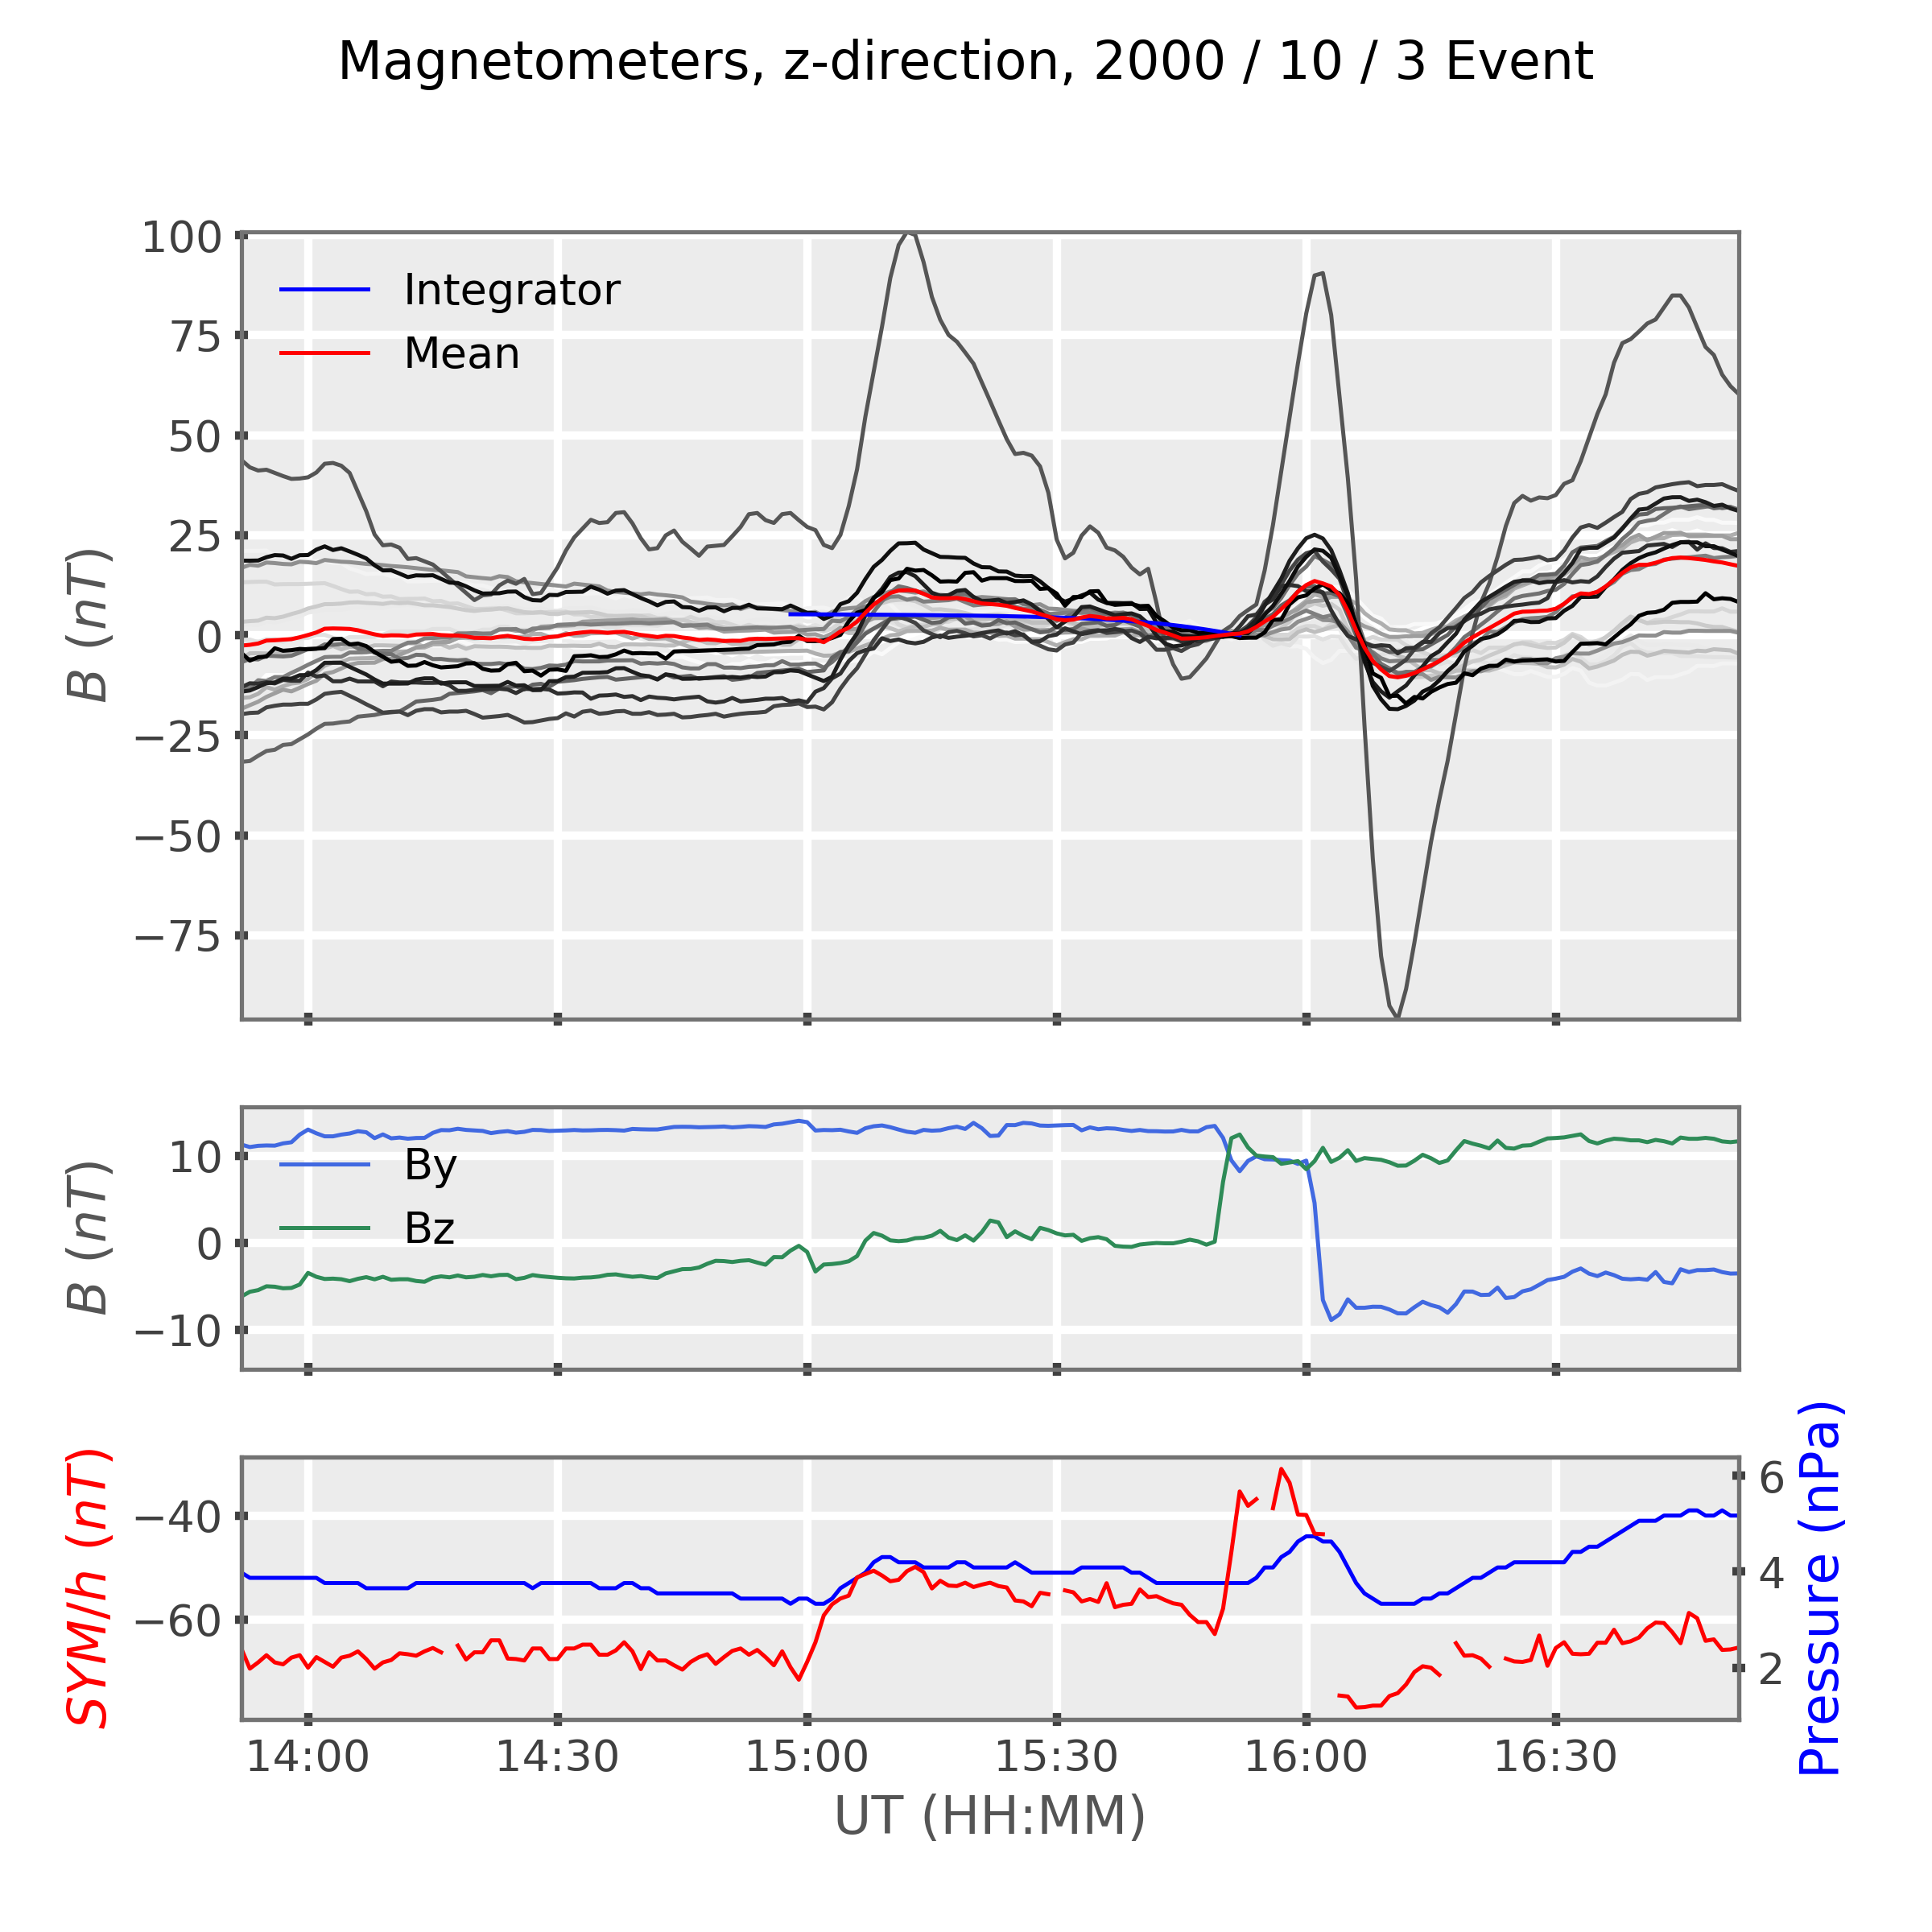 Magnetometers, z-direction, 2000 / 10 / 3 Event
100
75
50
25
0
−25
−50
−75
B (nT)
Integrator
Mean
10
0
−10
B (nT)
By
Bz
−40
−60
SYM/h (nT)
6
4
2
Pressure (nPa)
14:00 14:30 15:00 15:30 16:00 16:30
UT (HH:MM)